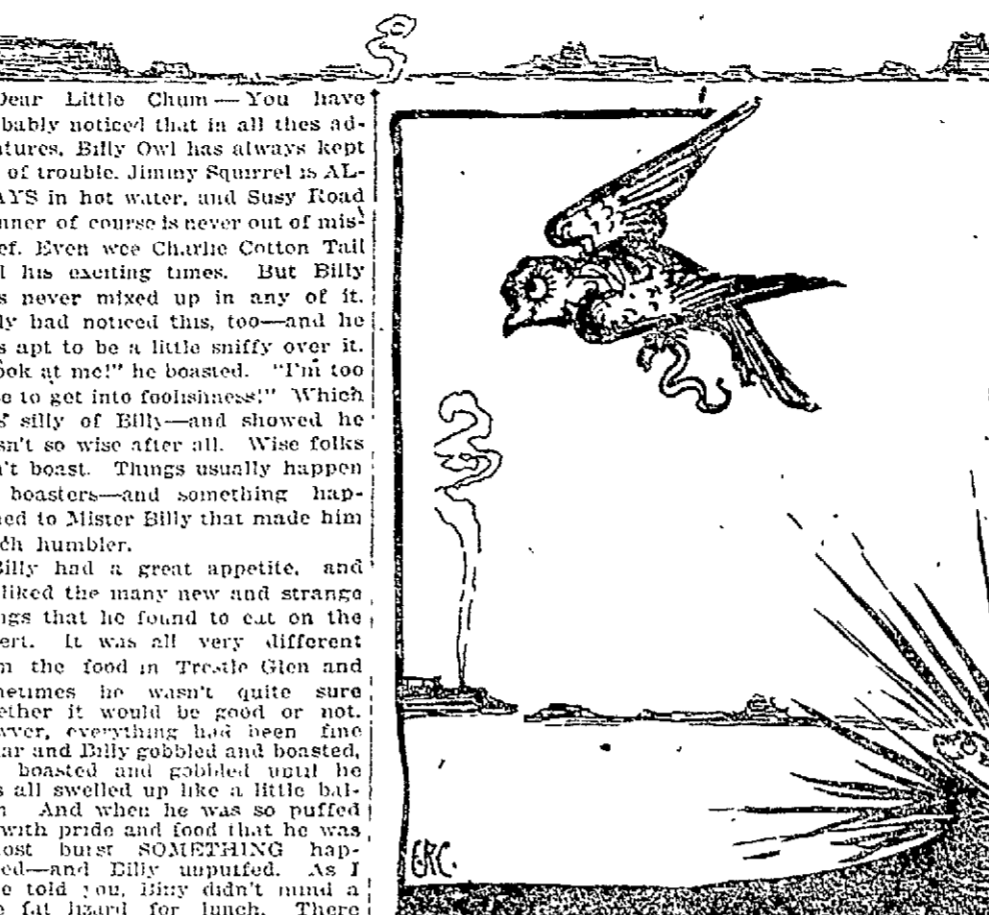 Dear Little Chum — You have
bably noticed that in all thes ad-
ntures, Billy Owl has always kept
of trouble. Jimmy Squirrel is AL-
AYS in hot water, and Susy Road
nner of course is never out of mis-
ef. Even wee Charlie Cotton Tail
l his exciting times. But Billy
s never mixed up in any of it.
ly had noticed this, too—and he
s apt to be a little sniffy over it.
ook at me!" he boasted. "I'm too
e to get into foolishness!" Which
s silly of Billy—and showed he
sn't so wise after all. Wise folks
n't boast. Things usually happen
boasters—and something hap-
ned to Mister Billy that made him
ch humbler.
Billy had a great appetite, and
liked the many new and strange
ngs that he found to eat on the
ert. It was all very different
m the food in Trestle Glen and
metimes he wasn't quite sure
ether it would be good or not.
wver, everything had been fine
ar and Billy gobbled and boasted,
boasted and gobbled until he
s all swelled up like a little bal-
n And when he was so puffed
with pride and food that he was
ost burst SOMETHING hap-
ed—and Billy unpuffed. As I
e told you, Billy didn't mind a
e fat lizard for lunch. There
E.R.C.